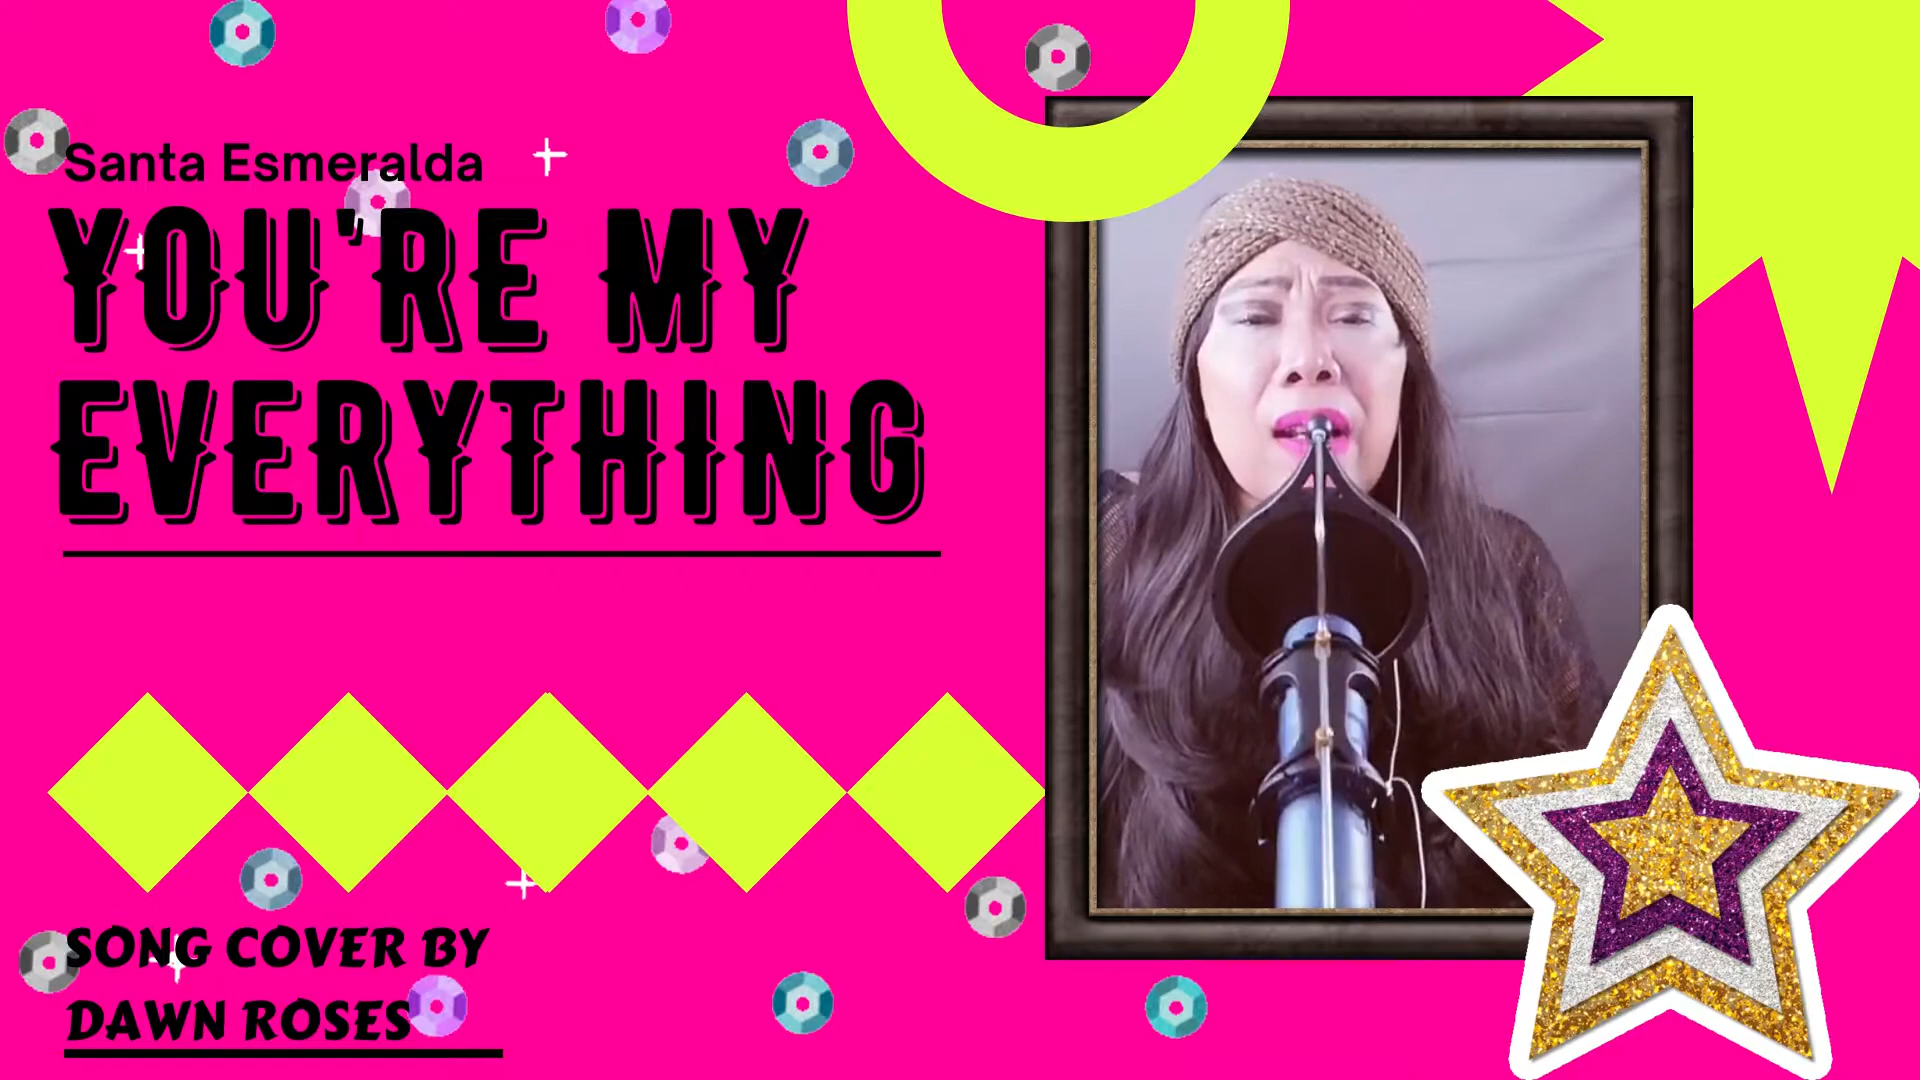 Santa Esmeralda
YOU'RE MY
EVERYTHING
SONG COVER BY
DAWN ROSES